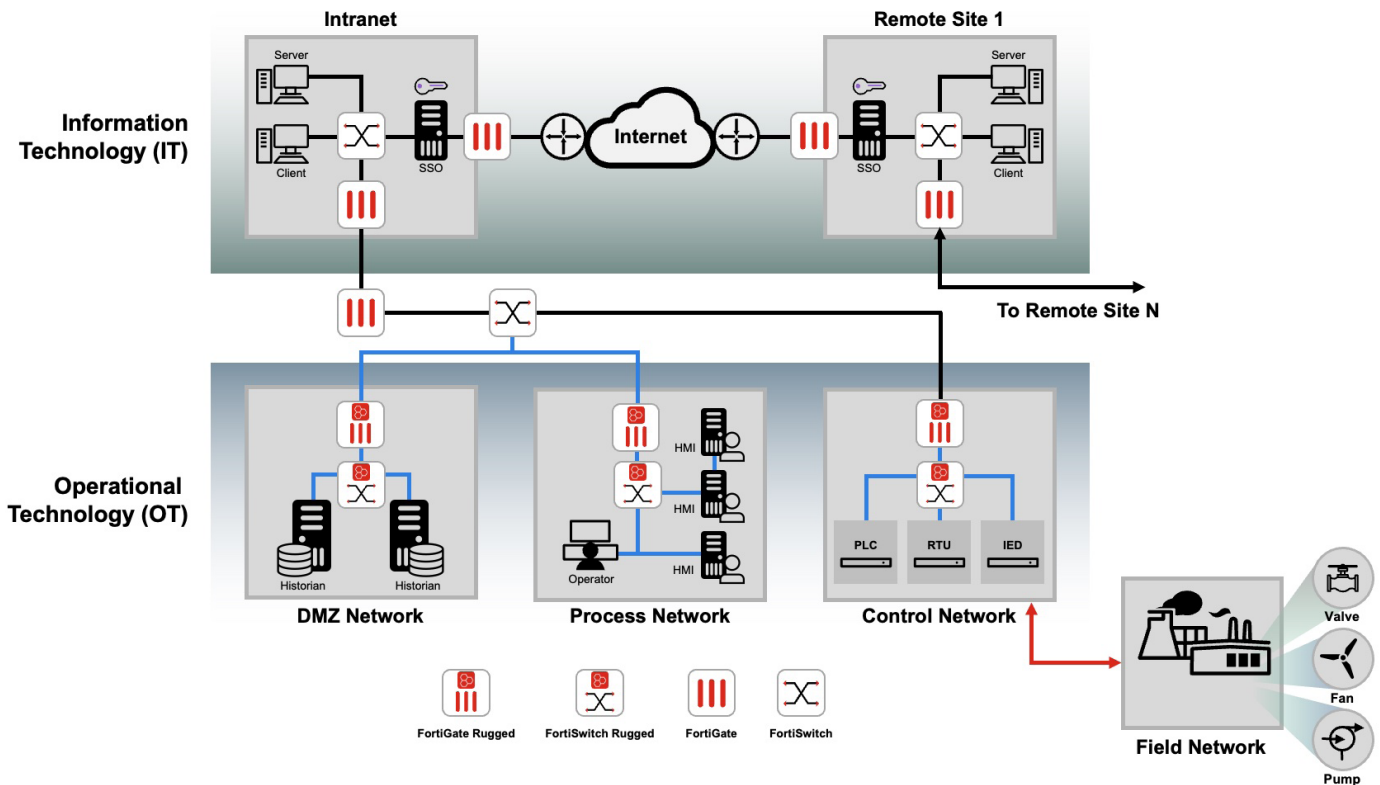 Intranet
Remote Site 1
Server
Server
Information
Technology (IT)
Internet
Client
SSO
SSO
Client
To Remote Site N
Operational
Technology (OT)
HMI
HMI
HMI
Operator
Historian
Historian
PLC
RTU
IED
DMZ Network
Process Network
Control Network
Valve
Fan
Pump
Field Network
FortiGate Rugged
FortiSwitch Rugged
FortiGate
FortiSwitch